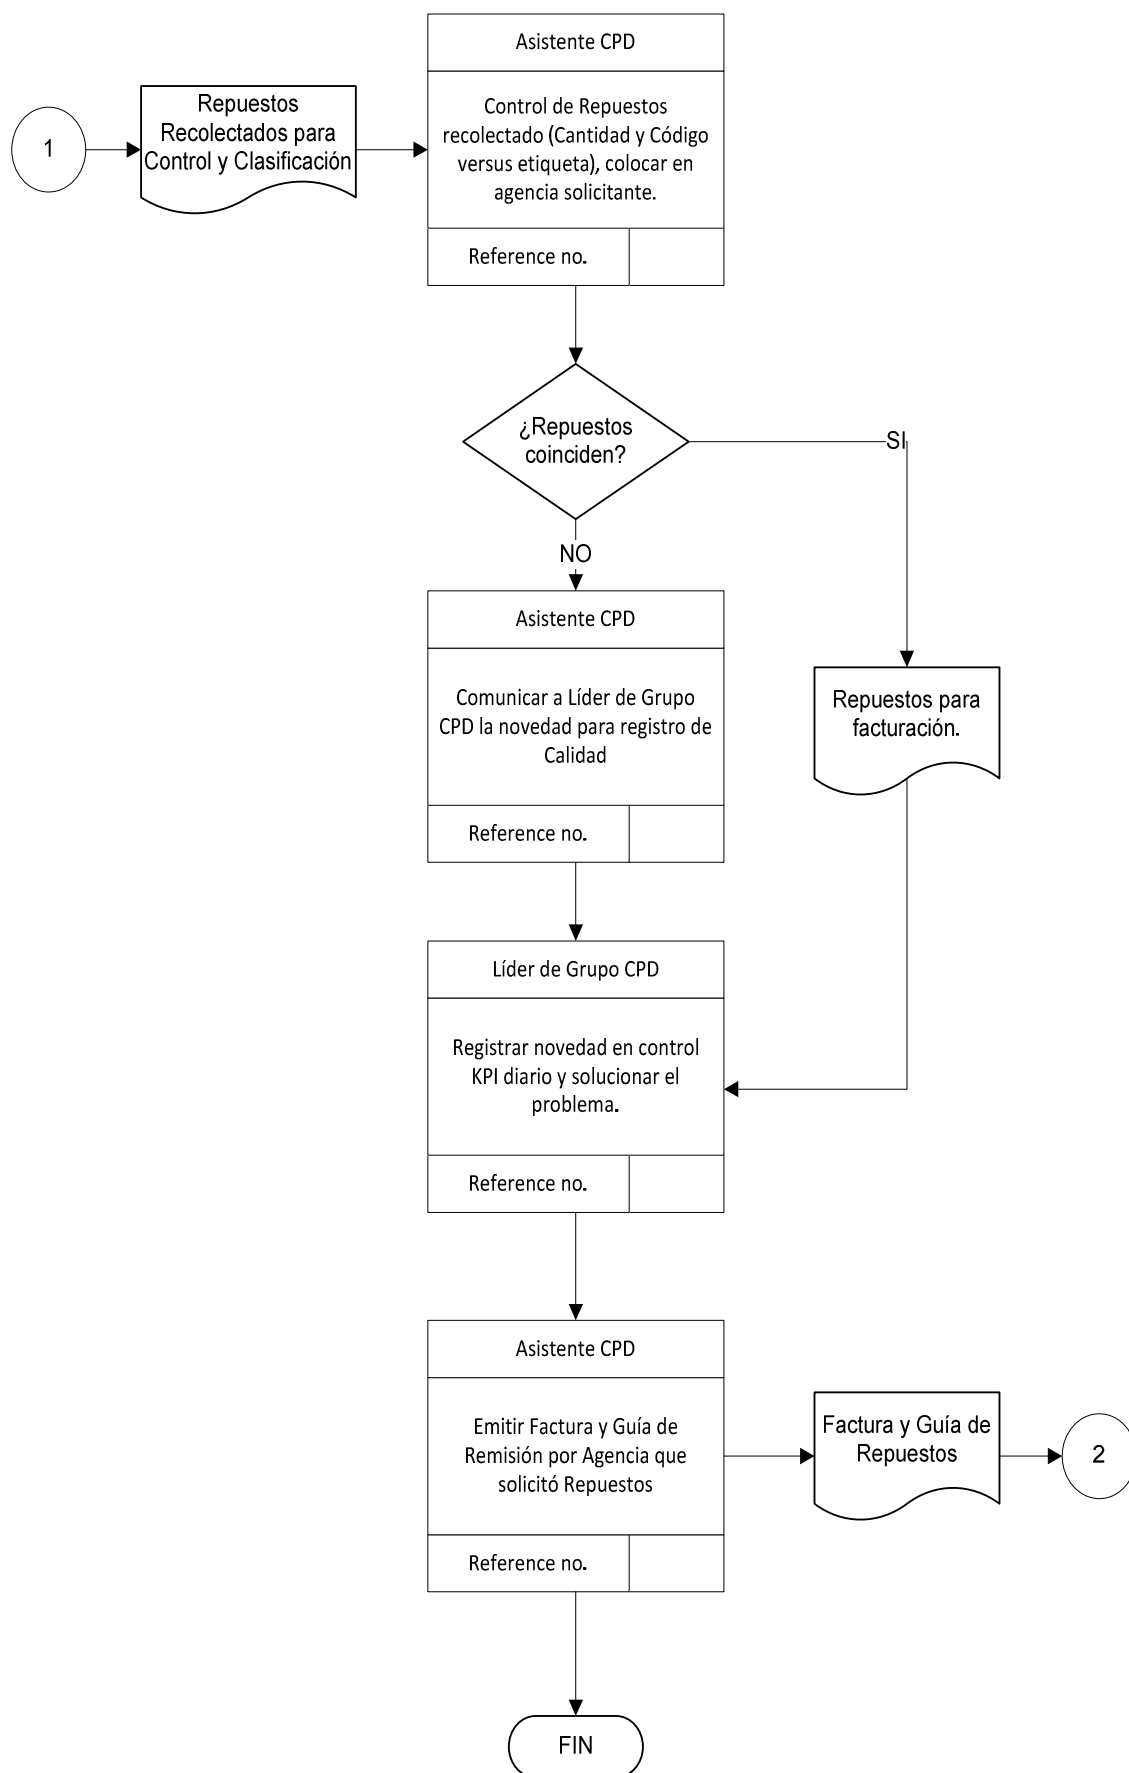 Asistente CPD
1
Repuestos
Recolectados para
Control y Clasificación
Control de Repuestos
recolectado (Cantidad y Código
versus etiqueta), colocar en
agencia solicitante.
Reference no.
¿Repuestos
coinciden?
SI
NO
Asistente CPD
Comunicar a Líder de Grupo
CPD la novedad para registro de
Calidad
Reference no.
Repuestos para
facturación.
Líder de Grupo CPD
Registrar novedad en control
KPI diario y solucionar el
problema.
Reference no.
Asistente CPD
Emitir Factura y Guía de
Remisión por Agencia que
solicitó Repuestos
Reference no.
Factura y Guía de
Repuestos
2
FIN